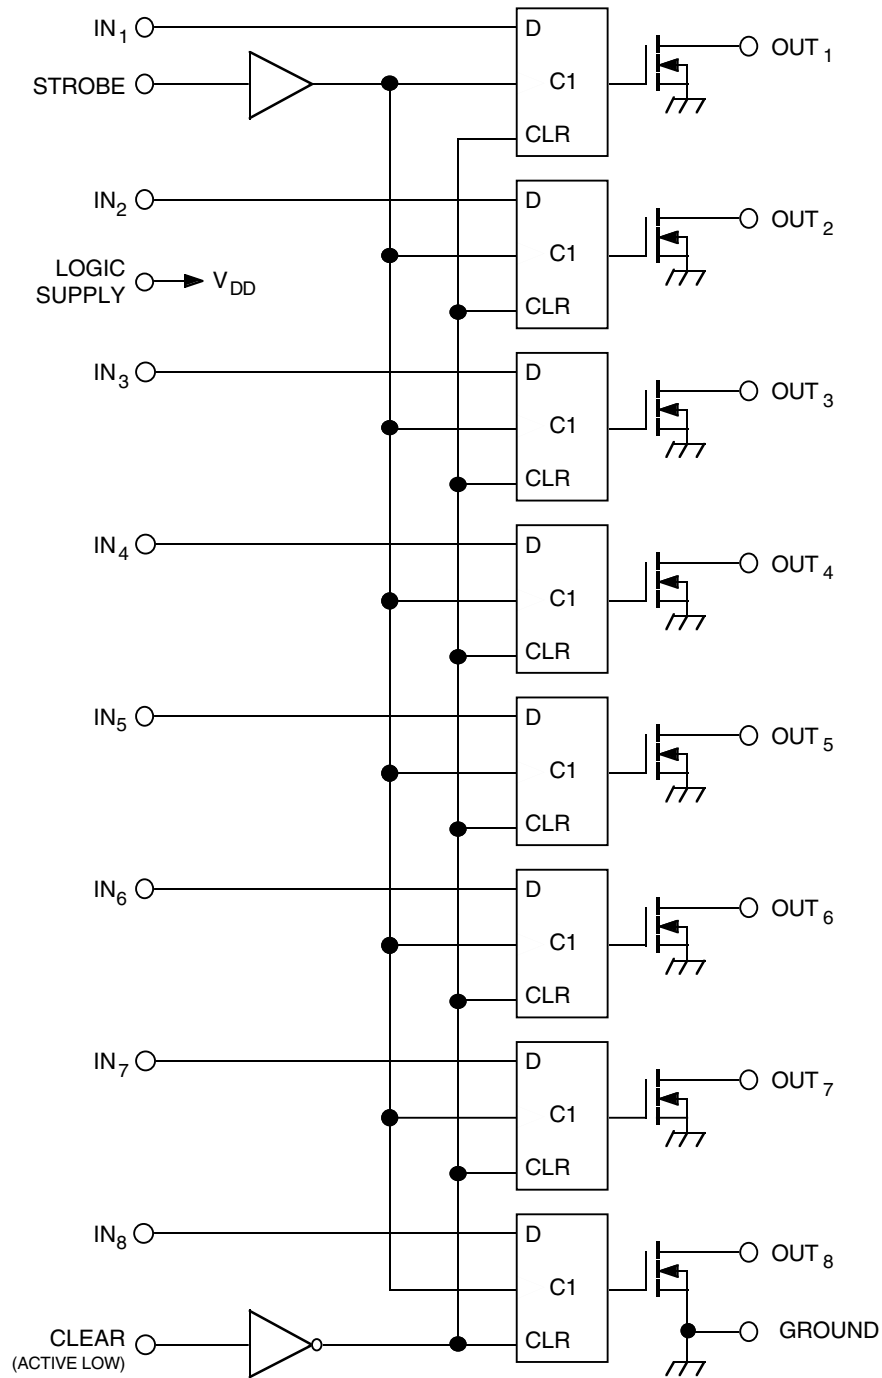 IN1
D
OUT1
STROBE
C1
CLR
IN2
D
OUT2
C1
LOGIC
SUPPLY
VDD
CLR
IN3
D
OUT3
C1
CLR
IN4
D
OUT4
C1
CLR
IN5
D
OUT5
C1
CLR
IN6
D
OUT6
C1
CLR
IN7
D
OUT7
C1
CLR
IN8
D
OUT8
C1
GROUND
CLEAR
(ACTIVE LOW)
CLR